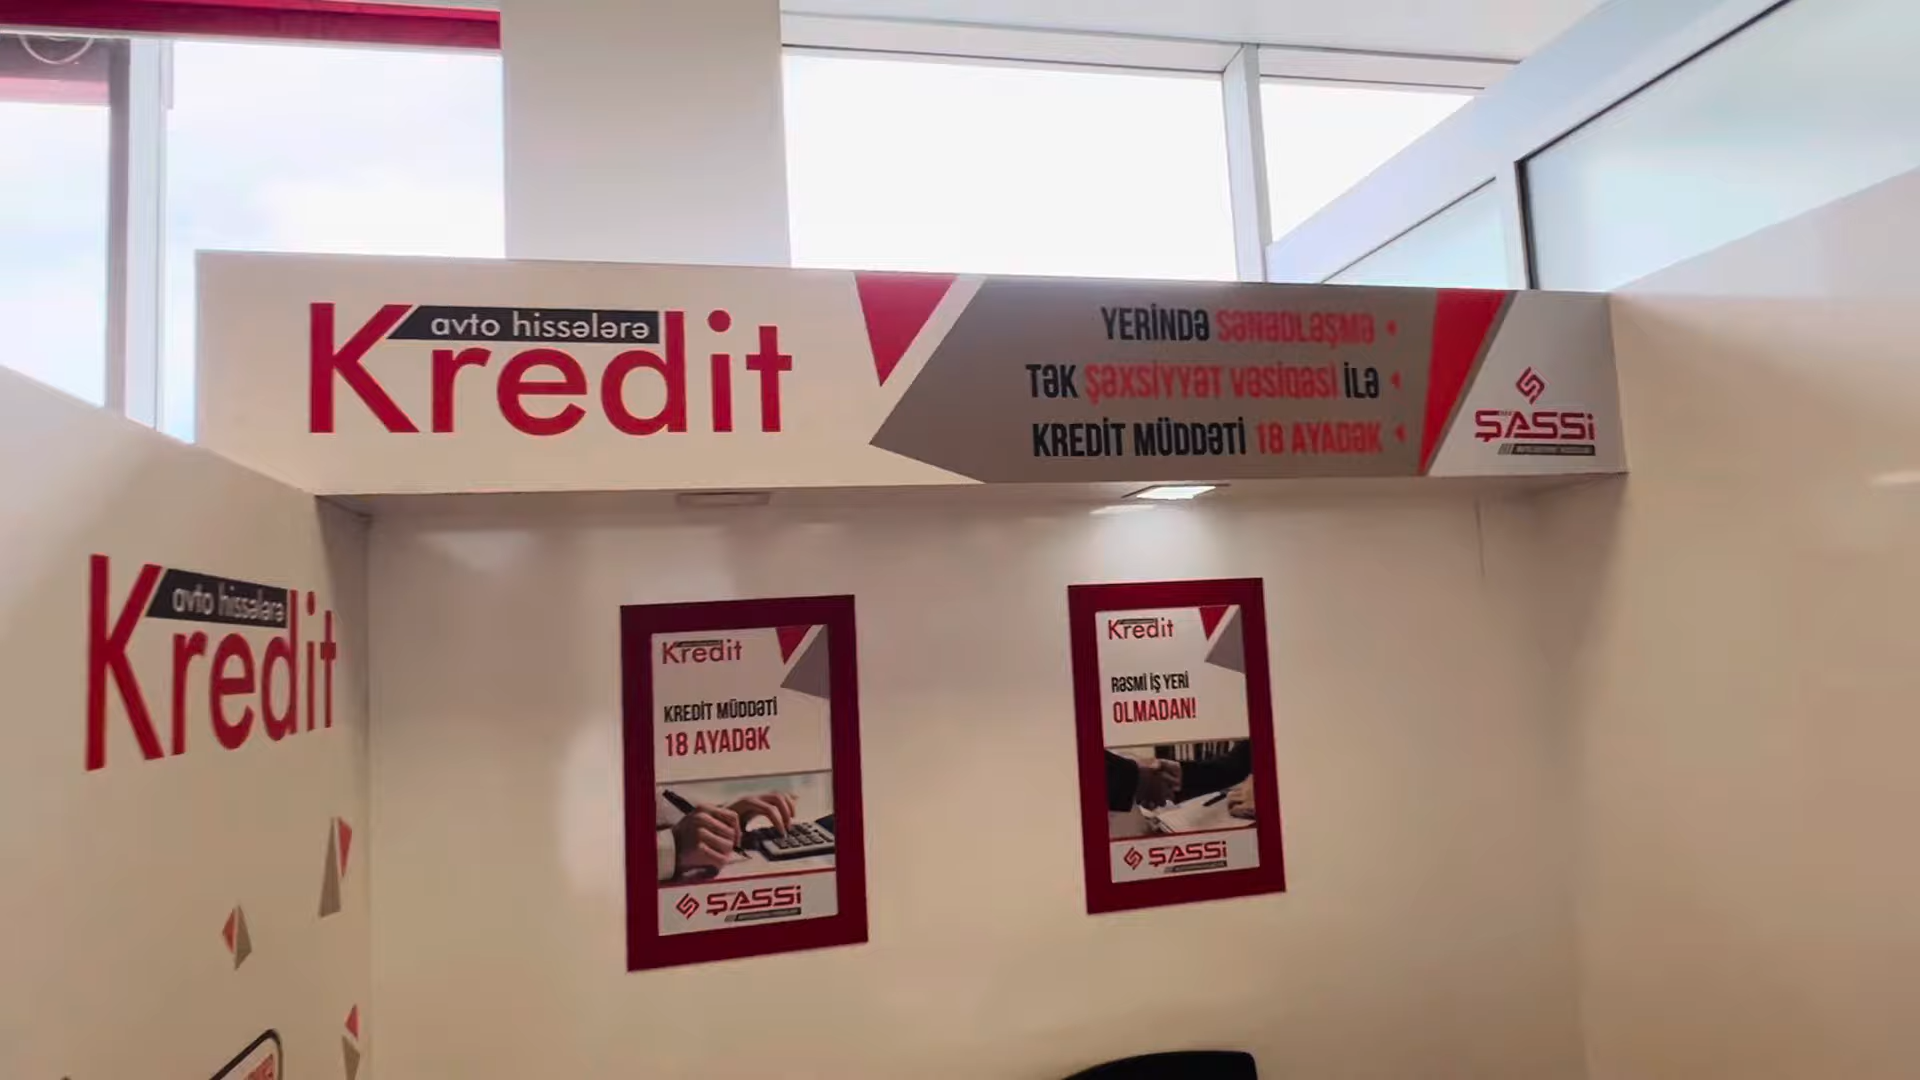 avto hissələrə
Kredit
YERİNDƏ SƏNƏDLƏŞMƏ
TƏK ŞƏXSİYYƏT VƏSİQƏSİ İLƏ
KREDİT MÜDDƏTİ 18 AYADƏK
ŞASSİ
avto hissələrə
Kredit
Kredit
KREDİT MÜDDƏTİ
18 AYADƏK
ŞASSİ
Kredit
RƏSMİ İŞ YERİ
OLMADAN!
ŞASSİ